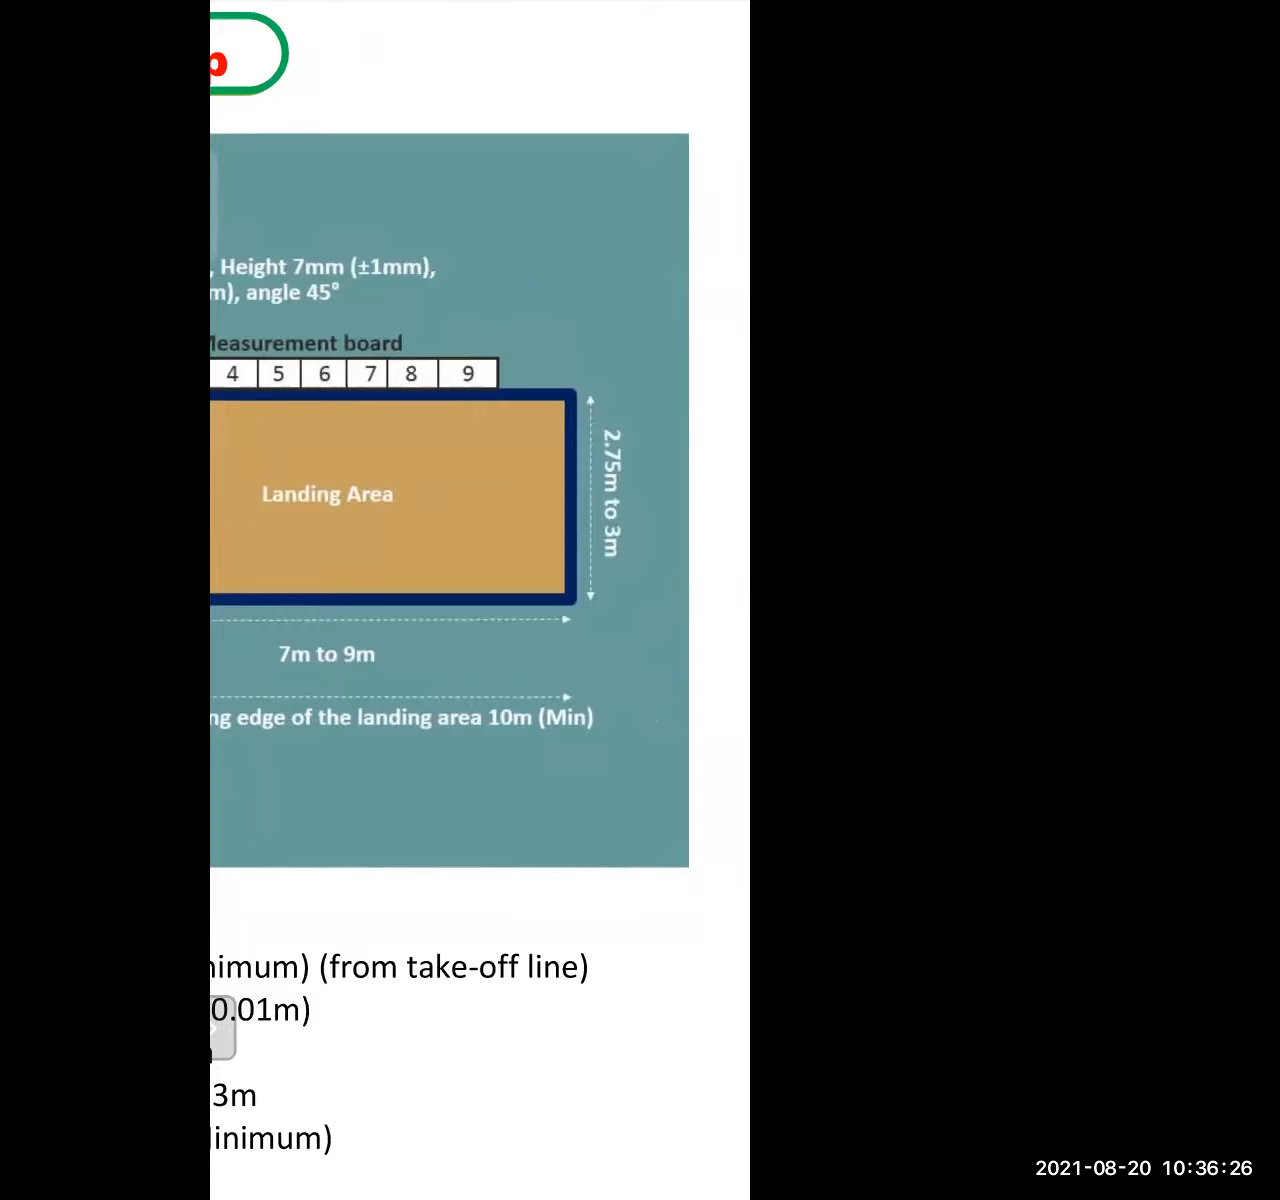 p
, Height 7mm (±1mm),
m), angle 45°
Measurement board
4 5 6 7 8 9
2.75m to 3m
Landing Area
7m to 9m
ng edge of the landing area 10m (Min)
nimum) (from take-off line)
0.01m)
3m
inimum)
2021-08-20 10:36:26